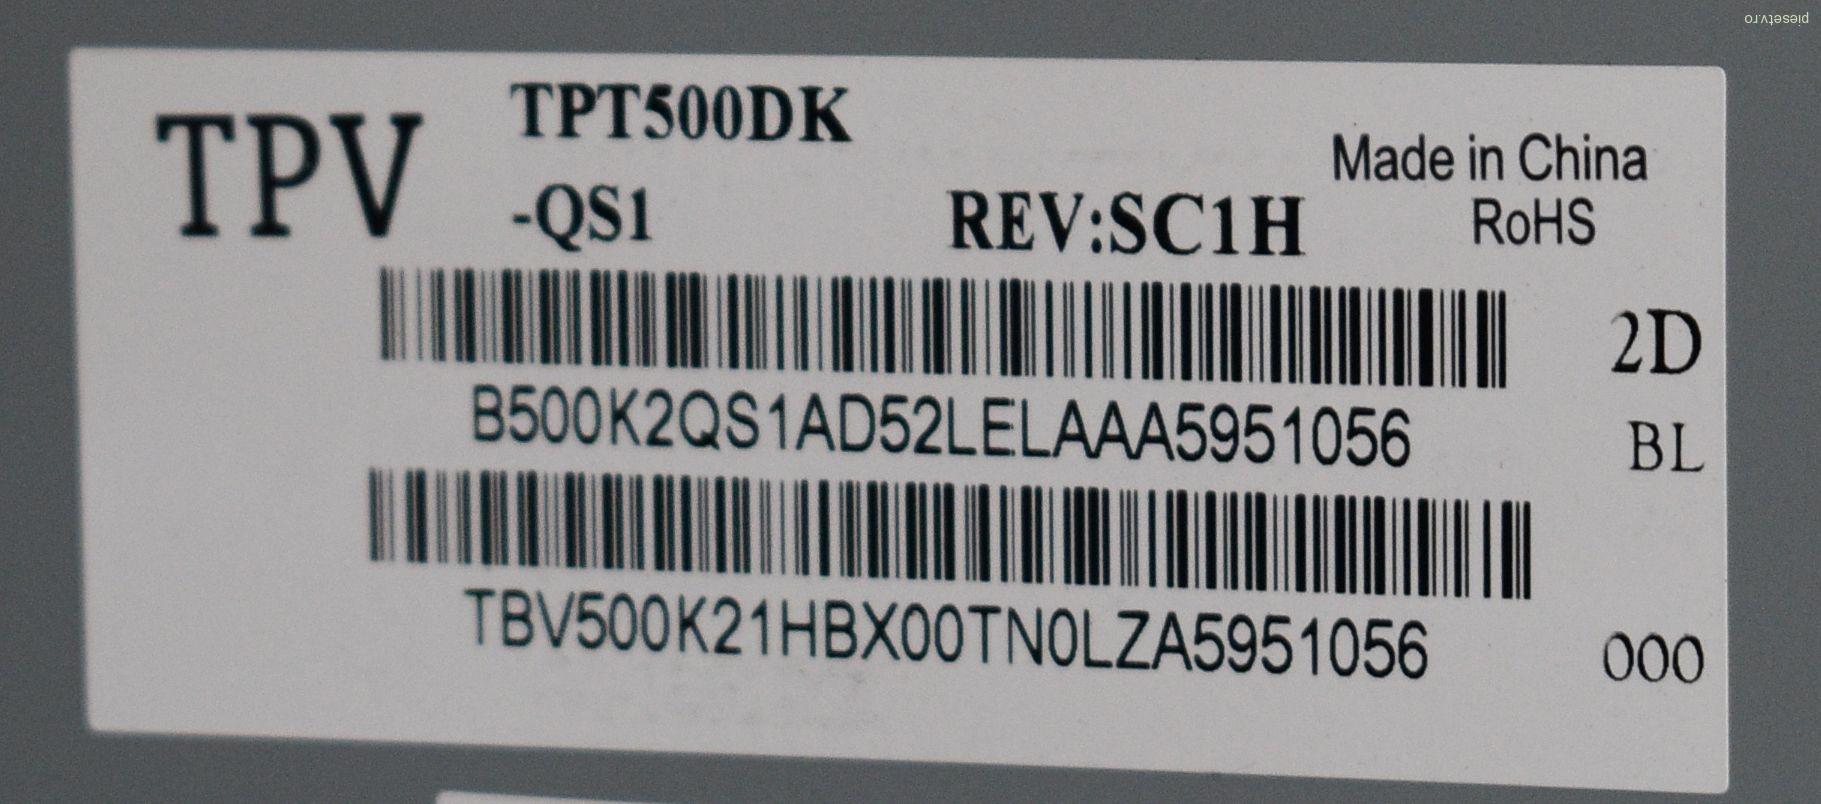 piesetv.ro
TPV
TPT500DK
-QS1
REV:SC1H
Made in China
RoHS
2D
B500K2QS1AD52LELAAA5951056
BL
TBV500K21HBX00TN0LZA5951056
000